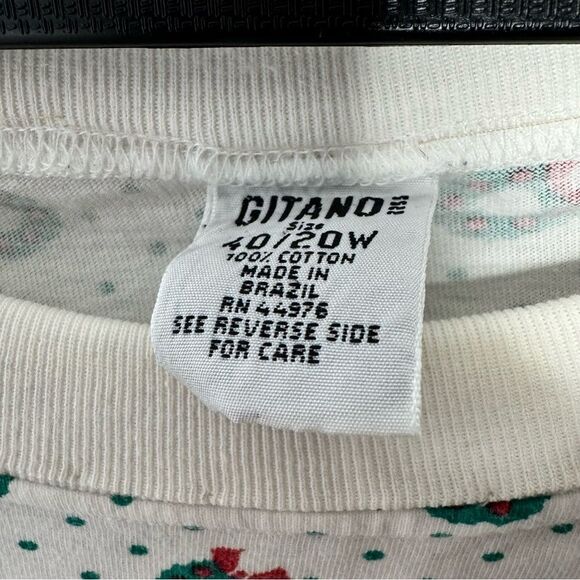 GITANO
Size
40/20W
100% COTTON
MADE IN
BRAZIL
RN 44976
SEE REVERSE SIDE
FOR CARE